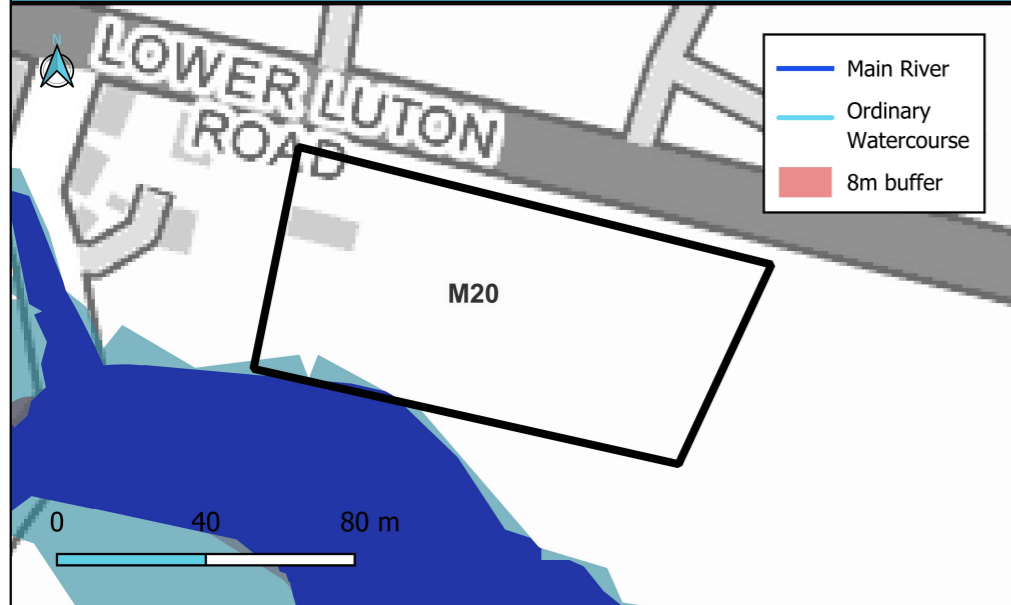 N
LOWER LUTON
ROAD
M20
Main River
Ordinary
Watercourse
8m buffer
0 40 80 m